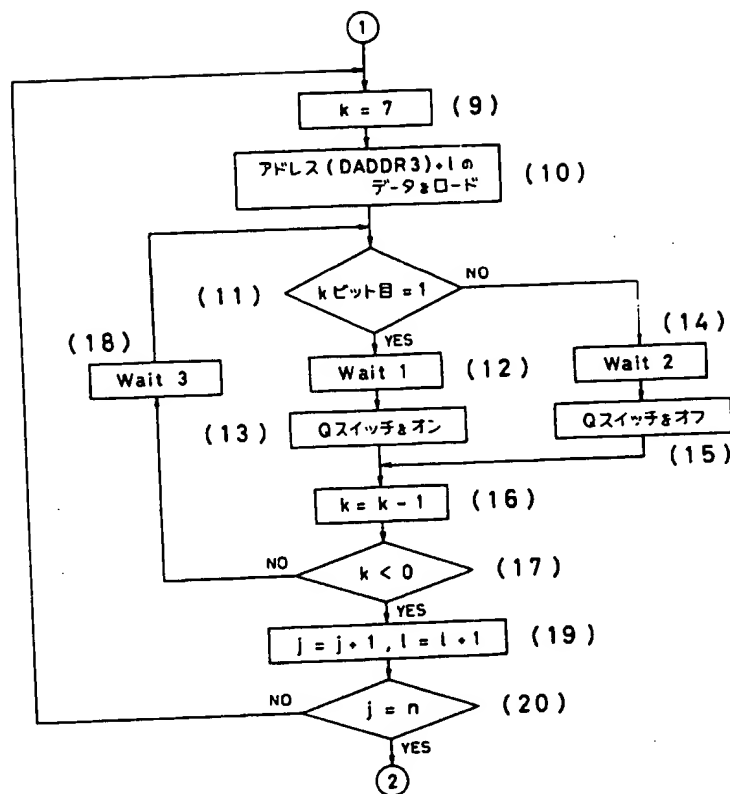 1
k = 7 (9)
アドレス(DADDR3)+lの
データをロード (10)
(11) kビット目=1 NO
YES
(18) Wait 3
Wait 1 (12)
(14) Wait 2
(13) Qスイッチをオン
Qスイッチをオフ (15)
k = k - 1 (16)
NO k < 0 (17)
YES
j = j + 1 , l = l + 1 (19)
NO j = n (20)
YES
2